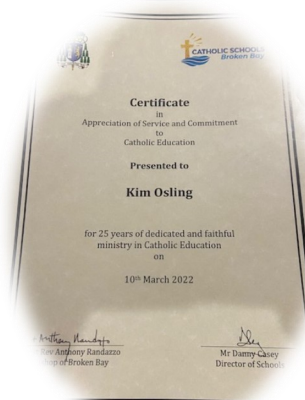 CATHOLIC SCHOOLS
Broken Bay
Certificate
in
Appreciation of Service and Commitment
to
Catholic Education
Presented to
Kim Osling
for 25 years of dedicated and faithful
ministry in Catholic Education
on
10th March 2022
Rev Anthony Randazzo
Mr Danny Casey
of Broken Bay
Director of Schools